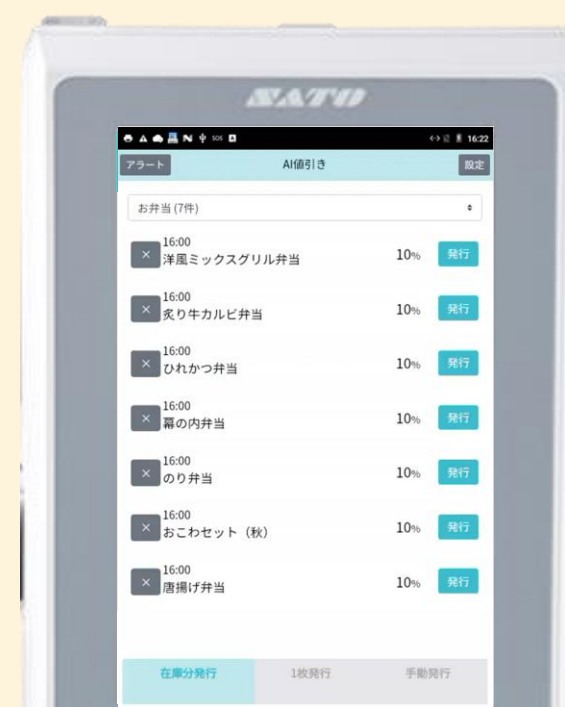 SATO
SOS
16:22
アラート
AI値引き
設定
お弁当 (7件)
16:00
洋風ミックスグリル弁当 10% 発行
16:00
炙り牛カルビ弁当 10% 発行
16:00
ひれかつ弁当 10% 発行
16:00
幕の内弁当 10% 発行
16:00
のり弁当 10% 発行
16:00
おこわセット（秋） 10% 発行
16:00
唐揚げ弁当 10% 発行
在庫分発行 1枚発行 手動発行